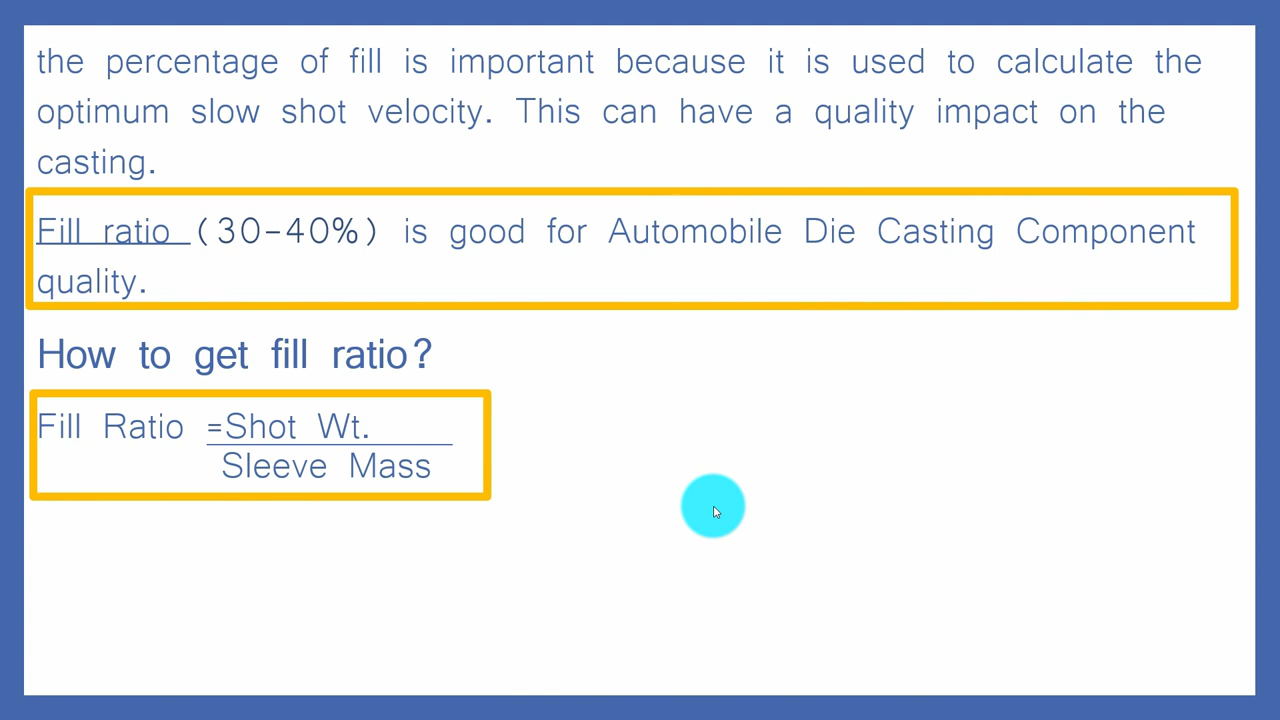 the percentage of fill is important because it is used to calculate the
optimum slow shot velocity. This can have a quality impact on the
casting.
Fill ratio (30-40%) is good for Automobile Die Casting Component
quality.
How to get fill ratio?
Fill Ratio =Shot Wt.
Sleeve Mass